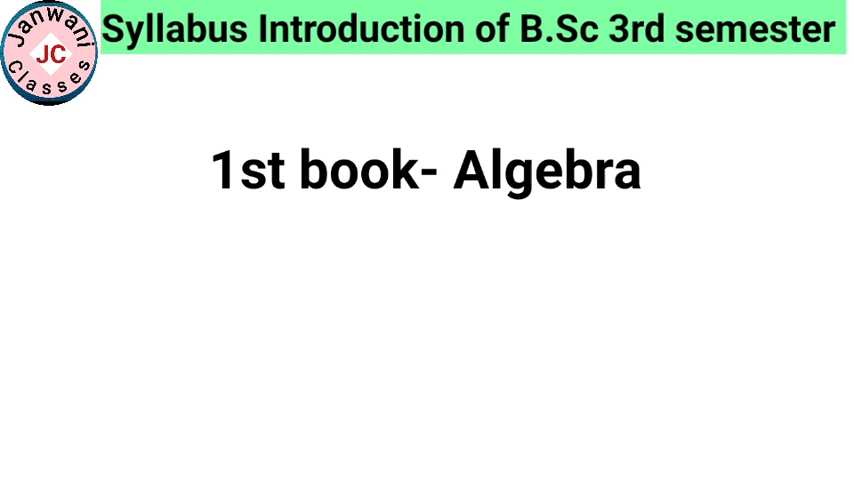 Janwani
JC
Classes
Syllabus Introduction of B.Sc 3rd semester
1st book- Algebra